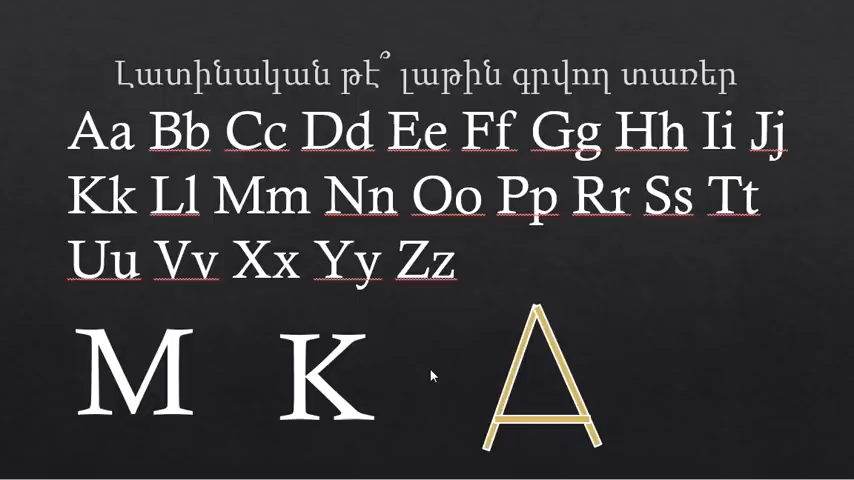 Լատինական թէ՞ լաթին գրվող տառեր
Aa Bb Cc Dd Ee Ff Gg Hh Ii Jj
Kk Ll Mm Nn Oo Pp Rr Ss Tt
Uu Vv Xx Yy Zz
M K A